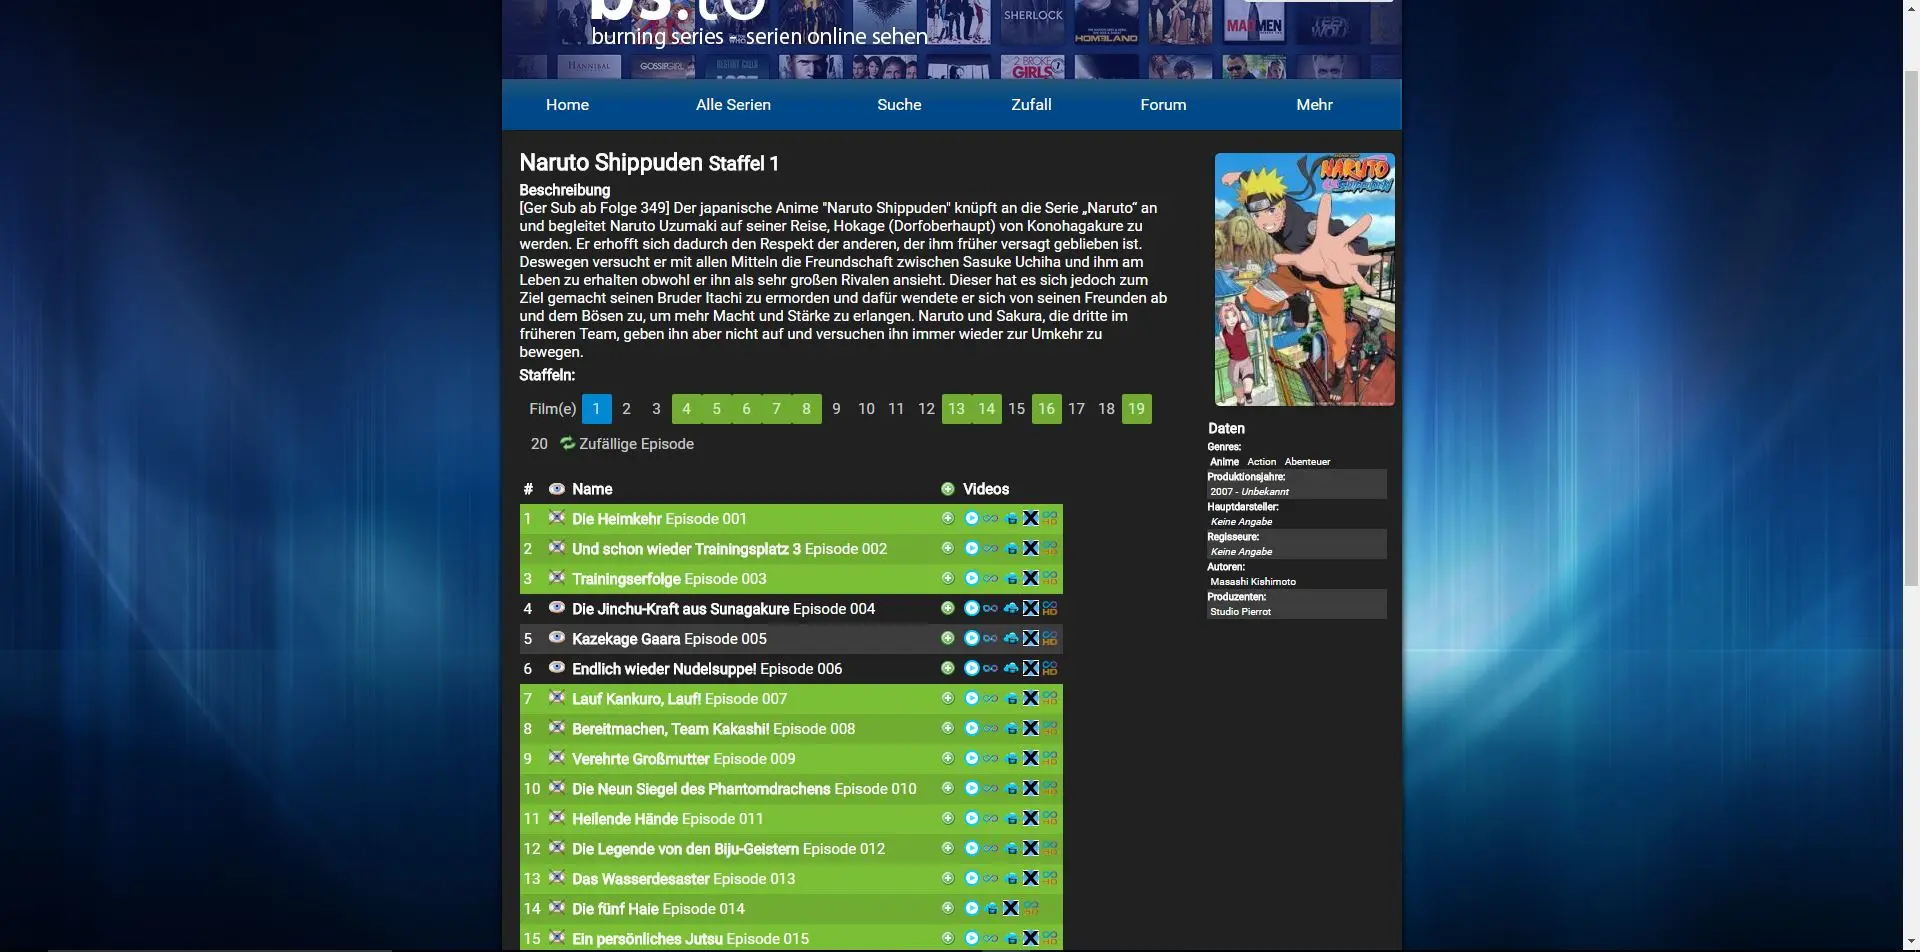 bs.to
burning series - serien online sehen
SHERLOCK
HOMELAND
MAD MEN
TEEN WOLF
HANNIBAL
GOSSIP GIRL
2 BROKE GIRLS
Home Alle Serien Suche Zufall Forum Mehr
Naruto Shippuden Staffel 1
Beschreibung
[Ger Sub ab Folge 349] Der japanische Anime "Naruto Shippuden" knüpft an die Serie „Naruto“ an
und begleitet Naruto Uzumaki auf seiner Reise, Hokage (Dorfoberhaupt) von Konohagakure zu
werden. Er erhofft sich dadurch den Respekt der anderen, der ihm früher versagt geblieben ist.
Deswegen versucht er mit allen Mitteln die Freundschaft zwischen Sasuke Uchiha und ihm am
Leben zu erhalten obwohl er ihn als sehr großen Rivalen ansieht. Dieser hat es sich jedoch zum
Ziel gemacht seinen Bruder Itachi zu ermorden und dafür wendete er sich von seinen Freunden ab
und dem Bösen zu, um mehr Macht und Stärke zu erlangen. Naruto und Sakura, die dritte im
früheren Team, geben ihn aber nicht auf und versuchen ihn immer wieder zur Umkehr zu
bewegen.
Staffeln:
Film(e) 1 2 3 4 5 6 7 8 9 10 11 12 13 14 15 16 17 18 19
20 Zufällige Episode
# Name Videos
1 Die Heimkehr Episode 001
2 Und schon wieder Trainingsplatz 3 Episode 002
3 Trainingserfolge Episode 003
4 Die Jinchu-Kraft aus Sunagakure Episode 004
5 Kazekage Gaara Episode 005
6 Endlich wieder Nudelsuppe! Episode 006
7 Lauf Kankuro, Lauf! Episode 007
8 Bereitmachen, Team Kakashi! Episode 008
9 Verehrte Großmutter Episode 009
10 Die Neun Siegel des Phantomdrachens Episode 010
11 Heilende Hände Episode 011
12 Die Legende von den Biju-Geistern Episode 012
13 Das Wasserdesaster Episode 013
14 Die fünf Haie Episode 014
15 Ein persönliches Jutsu Episode 015
NARUTO
SHIPPUDEN
Daten
Genres:
Anime Action Abenteuer
Produktionsjahre:
2007 - Unbekannt
Hauptdarsteller:
Keine Angabe
Regisseure:
Keine Angabe
Autoren:
Masashi Kishimoto
Produzenten:
Studio Pierrot